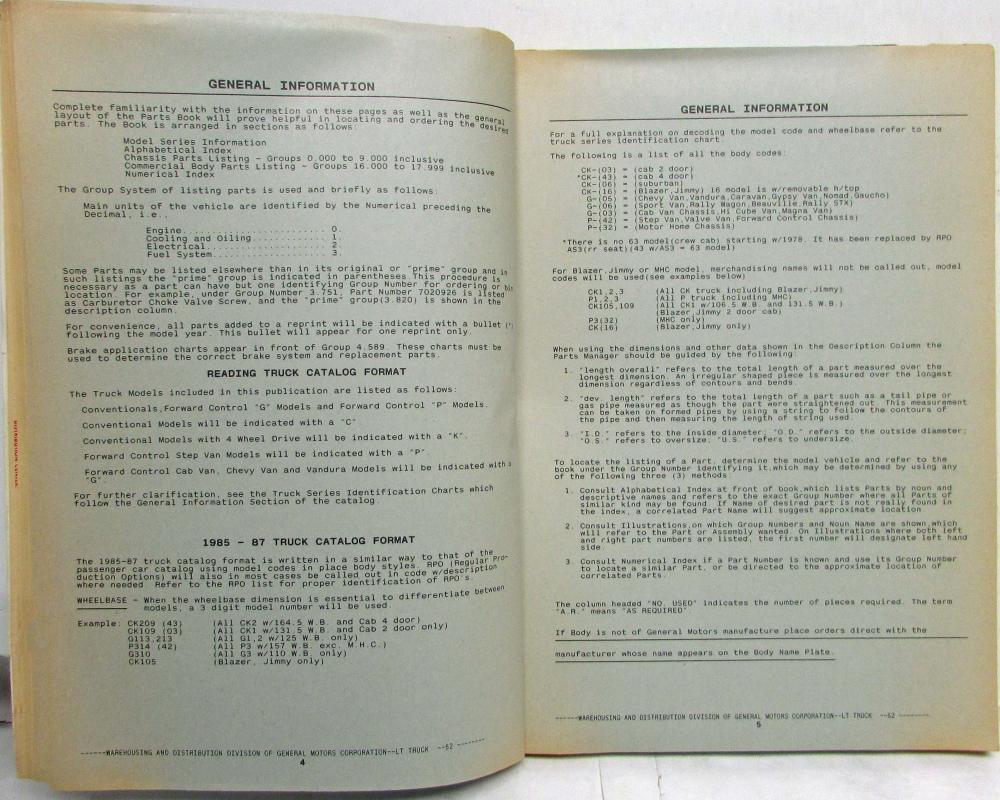 GENERAL INFORMATION
Complete familiarity with the information on these pages as well as the general
layout of the Parts Book will prove helpful in locating and ordering the desired
parts. The Book is arranged in sections as follows:
Model Series Information
Alphabetical Index
Chassis Parts Listing - Groups 0.000 to 9.000 inclusive
Commercial Body Parts Listing - Groups 16.000 to 17.999 inclusive
Numerical Index
The Group System of listing parts is used and briefly as follows:
Main units of the vehicle are identified by the Numerical preceding the
Decimal, i.e.,
Engine........................ 0.
Cooling and Oiling............ 1.
Electrical.................... 2.
Fuel System................... 3.
Some Parts may be listed elsewhere than in its original or "prime" group and in
such listings the "prime" group is indicated in parentheses.This procedure is
necessary as a part can have but one identifying Group Number for ordering or bin
location. For example, under Group Number 3.751, Part Number 7020926 is listed
as Carburetor Choke Valve Screw, and the "prime" group(3.820) is shown in the
description column.
For convenience, all parts added to a reprint will be indicated with a bullet (*)
following the model year. This bullet will appear for one reprint only.
Brake application charts appear in front of Group 4.589. These charts must be
used to determine the correct brake system and replacement parts.
READING TRUCK CATALOG FORMAT
The Truck Models included in this publication are listed as follows:
Conventionals,Forward Control "G" Models and Forward Control "P" Models.
Conventional Models will be indicated with a "C".
Conventional Models with 4 Wheel Drive will be indicated with a "K".
Forward Control Step Van Models will be indicated with a "P".
Forward Control Cab Van, Chevy Van and Vandura Models will be indicated with a
"G".
For further clarification, see the Truck Series Identification Charts which
follow the General Information Section of the catalog.
1985 - 87 TRUCK CATALOG FORMAT
The 1985-87 truck catalog format is written in a similar way to that of the
passenger car catalog using model codes in place body styles. RPO (Regular Pro-
duction Options) will also in most cases be called out in code w/description
where needed. Refer to the RPO list for proper identification of RPO's.
WHEELBASE - When the wheelbase dimension is essential to differentiate between
models, a 3 digit model number will be used.
Example: CK209 (43) (All CK2 w/164.5 W.B. and Cab 4 door)
CK109 (03) (All CK1 w/131.5 W.B. and Cab 2 door only)
G113,213 (All G1,2 w/125 W.B. only)
P314 (42) (All P3 w/157 W.B. exc. M.H.C.)
G310 (All G3 w/110 W.B. only)
CK105 (Blazer, Jimmy only)
------WAREHOUSING AND DISTRIBUTION DIVISION OF GENERAL MOTORS CORPORATION--LT TRUCK --52 --------
4
GENERAL INFORMATION
For a full explanation on decoding the model code and wheelbase refer to the
truck series identification chart.
The following is a list of all the body codes:
CK-(03) = (cab 2 door)
*CK-(43) = (cab 4 door)
CK-(06) = (suburban)
CK-(16) = (Blazer,Jimmy) 16 model is w/removable h/top
G-(05) = (Chevy Van,Vandura,Caravan,Gypsy Van,Nomad,Gaucho)
G-(06) = (Sport Van,Rally Wagon,Beauville,Rally STX)
G-(03) = (Cab Van Chassis,Hi Cube Van,Magna Van)
P-(42) = (Step Van,Valve Van,Forward Control Chassis)
P-(32) = (Motor Home Chassis)
*There is no 63 model(crew cab) starting w/1978. It has been replaced by RPO
AS3(rr seat)(43 w/AS3 = 63 model)
For Blazer,Jimmy or MHC model, merchandising names will not be called out, model
codes will be used(see examples below)
CK1,2,3 (All CK truck including Blazer,Jimmy)
P1,2,3 (All P truck including MHC)
CK105,109 (All CK1 w/106.5 W.B. and 131.5 W.B.)
(Blazer,Jimmy 2 door cab)
P3(32) (MHC only)
CK(16) (Blazer,Jimmy only)
When using the dimensions and other data shown in the Description Column the
Parts Manager should be guided by the following:
1. "length overall" refers to the total length of a part measured over the
longest dimension. An irregular shaped piece is measured over the longest
dimension regardless of contours and bends.
2. "dev. length" refers to the total length of a part such as a tail pipe or
gas pipe measured as though the part were straightened out. This measurement
can be taken on formed pipes by using a string to follow the contours of
the pipe and then measuring the length of string used.
3. "I.D." refers to the inside diameter; "O.D." refers to the outside diameter;
"O.S." refers to oversize; "U.S." refers to undersize.
To locate the listing of a Part, determine the model vehicle and refer to the
book under the Group Number identifying it,which may be determined by using any
of the following three (3) methods:
1. Consult Alphabetical Index at front of book,which lists Parts by noun and
descriptive names and refers to the exact Group Number where all Parts of
similar kind may be found. If Name of desired Part is not really found in
the index, a correlated Part Name will suggest approximate location.
2. Consult Illustrations,on which Group Numbers and Noun Name are shown,which
will refer to the Part or Assembly wanted. On Illustrations where both left
and right part numbers are listed, the first number will designate left hand
side.
3. Consult Numerical Index if a Part Number is known and use its Group Number
to locate a similar Part, or be directed to the approximate location of
correlated Parts.
The column headed "NO. USED" indicates the number of pieces required. The term
"A.R." means "AS REQUIRED"
If Body is not of General Motors manufacture place orders direct with the
manufacturer whose name appears on the Body Name Plate.
------WAREHOUSING AND DISTRIBUTION DIVISION OF GENERAL MOTORS CORPORATION--LT TRUCK --52 --------
5